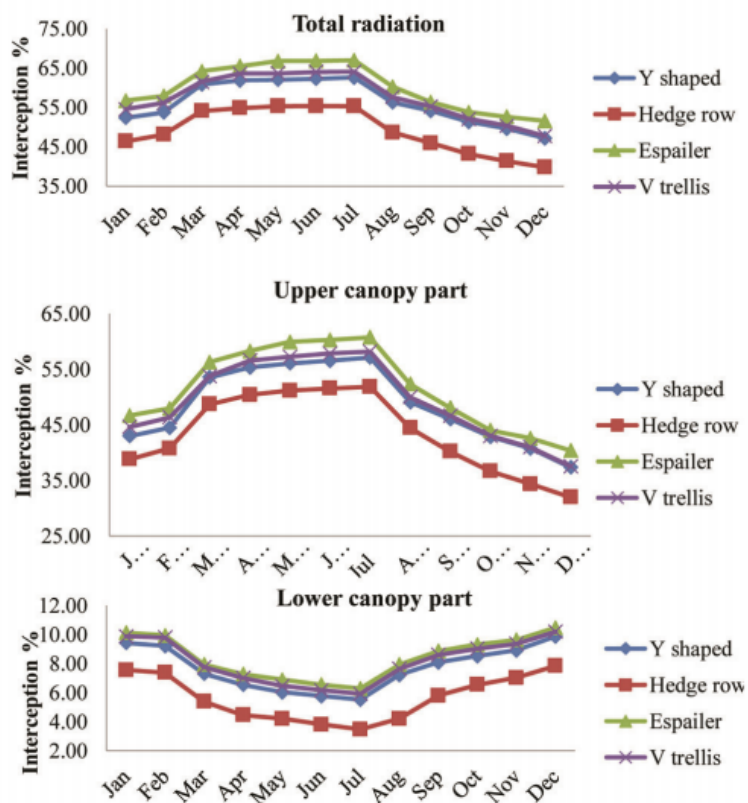 Total radiation
75.00
65.00
55.00
45.00
35.00
Interception %
Jan Feb Mar Apr May Jun Jul Aug Sep Oct Nov Dec
Y shaped
Hedge row
Espailer
V trellis
Upper canopy part
65.00
55.00
45.00
35.00
25.00
Interception %
J... F... M... A... M... J... Jul A... S... O... N... D...
Y shaped
Hedge row
Espailer
V trellis
Lower canopy part
12.00
10.00
8.00
6.00
4.00
2.00
Interception %
Jan Feb Mar Apr May Jun Jul Aug Sep Oct Nov Dec
Y shaped
Hedge row
Espailer
V trellis